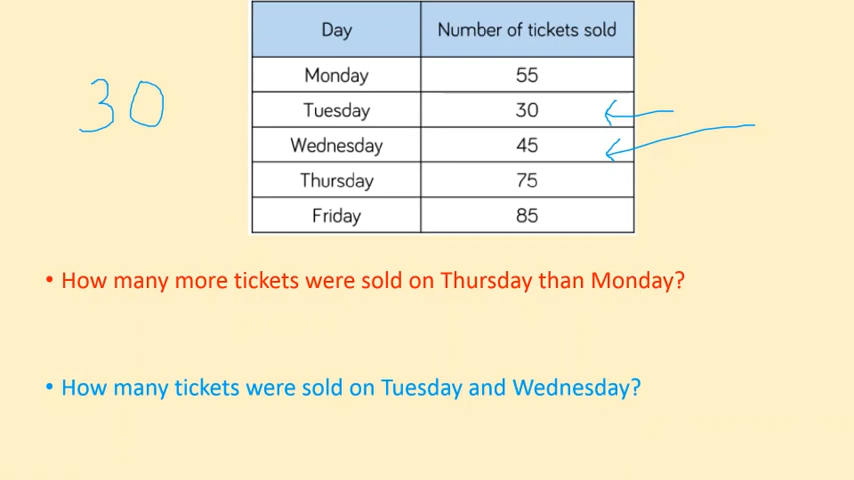 Day Number of tickets sold
Monday 55
30
Tuesday 30
Wednesday 45
Thursday 75
Friday 85
• How many more tickets were sold on Thursday than Monday?
• How many tickets were sold on Tuesday and Wednesday?